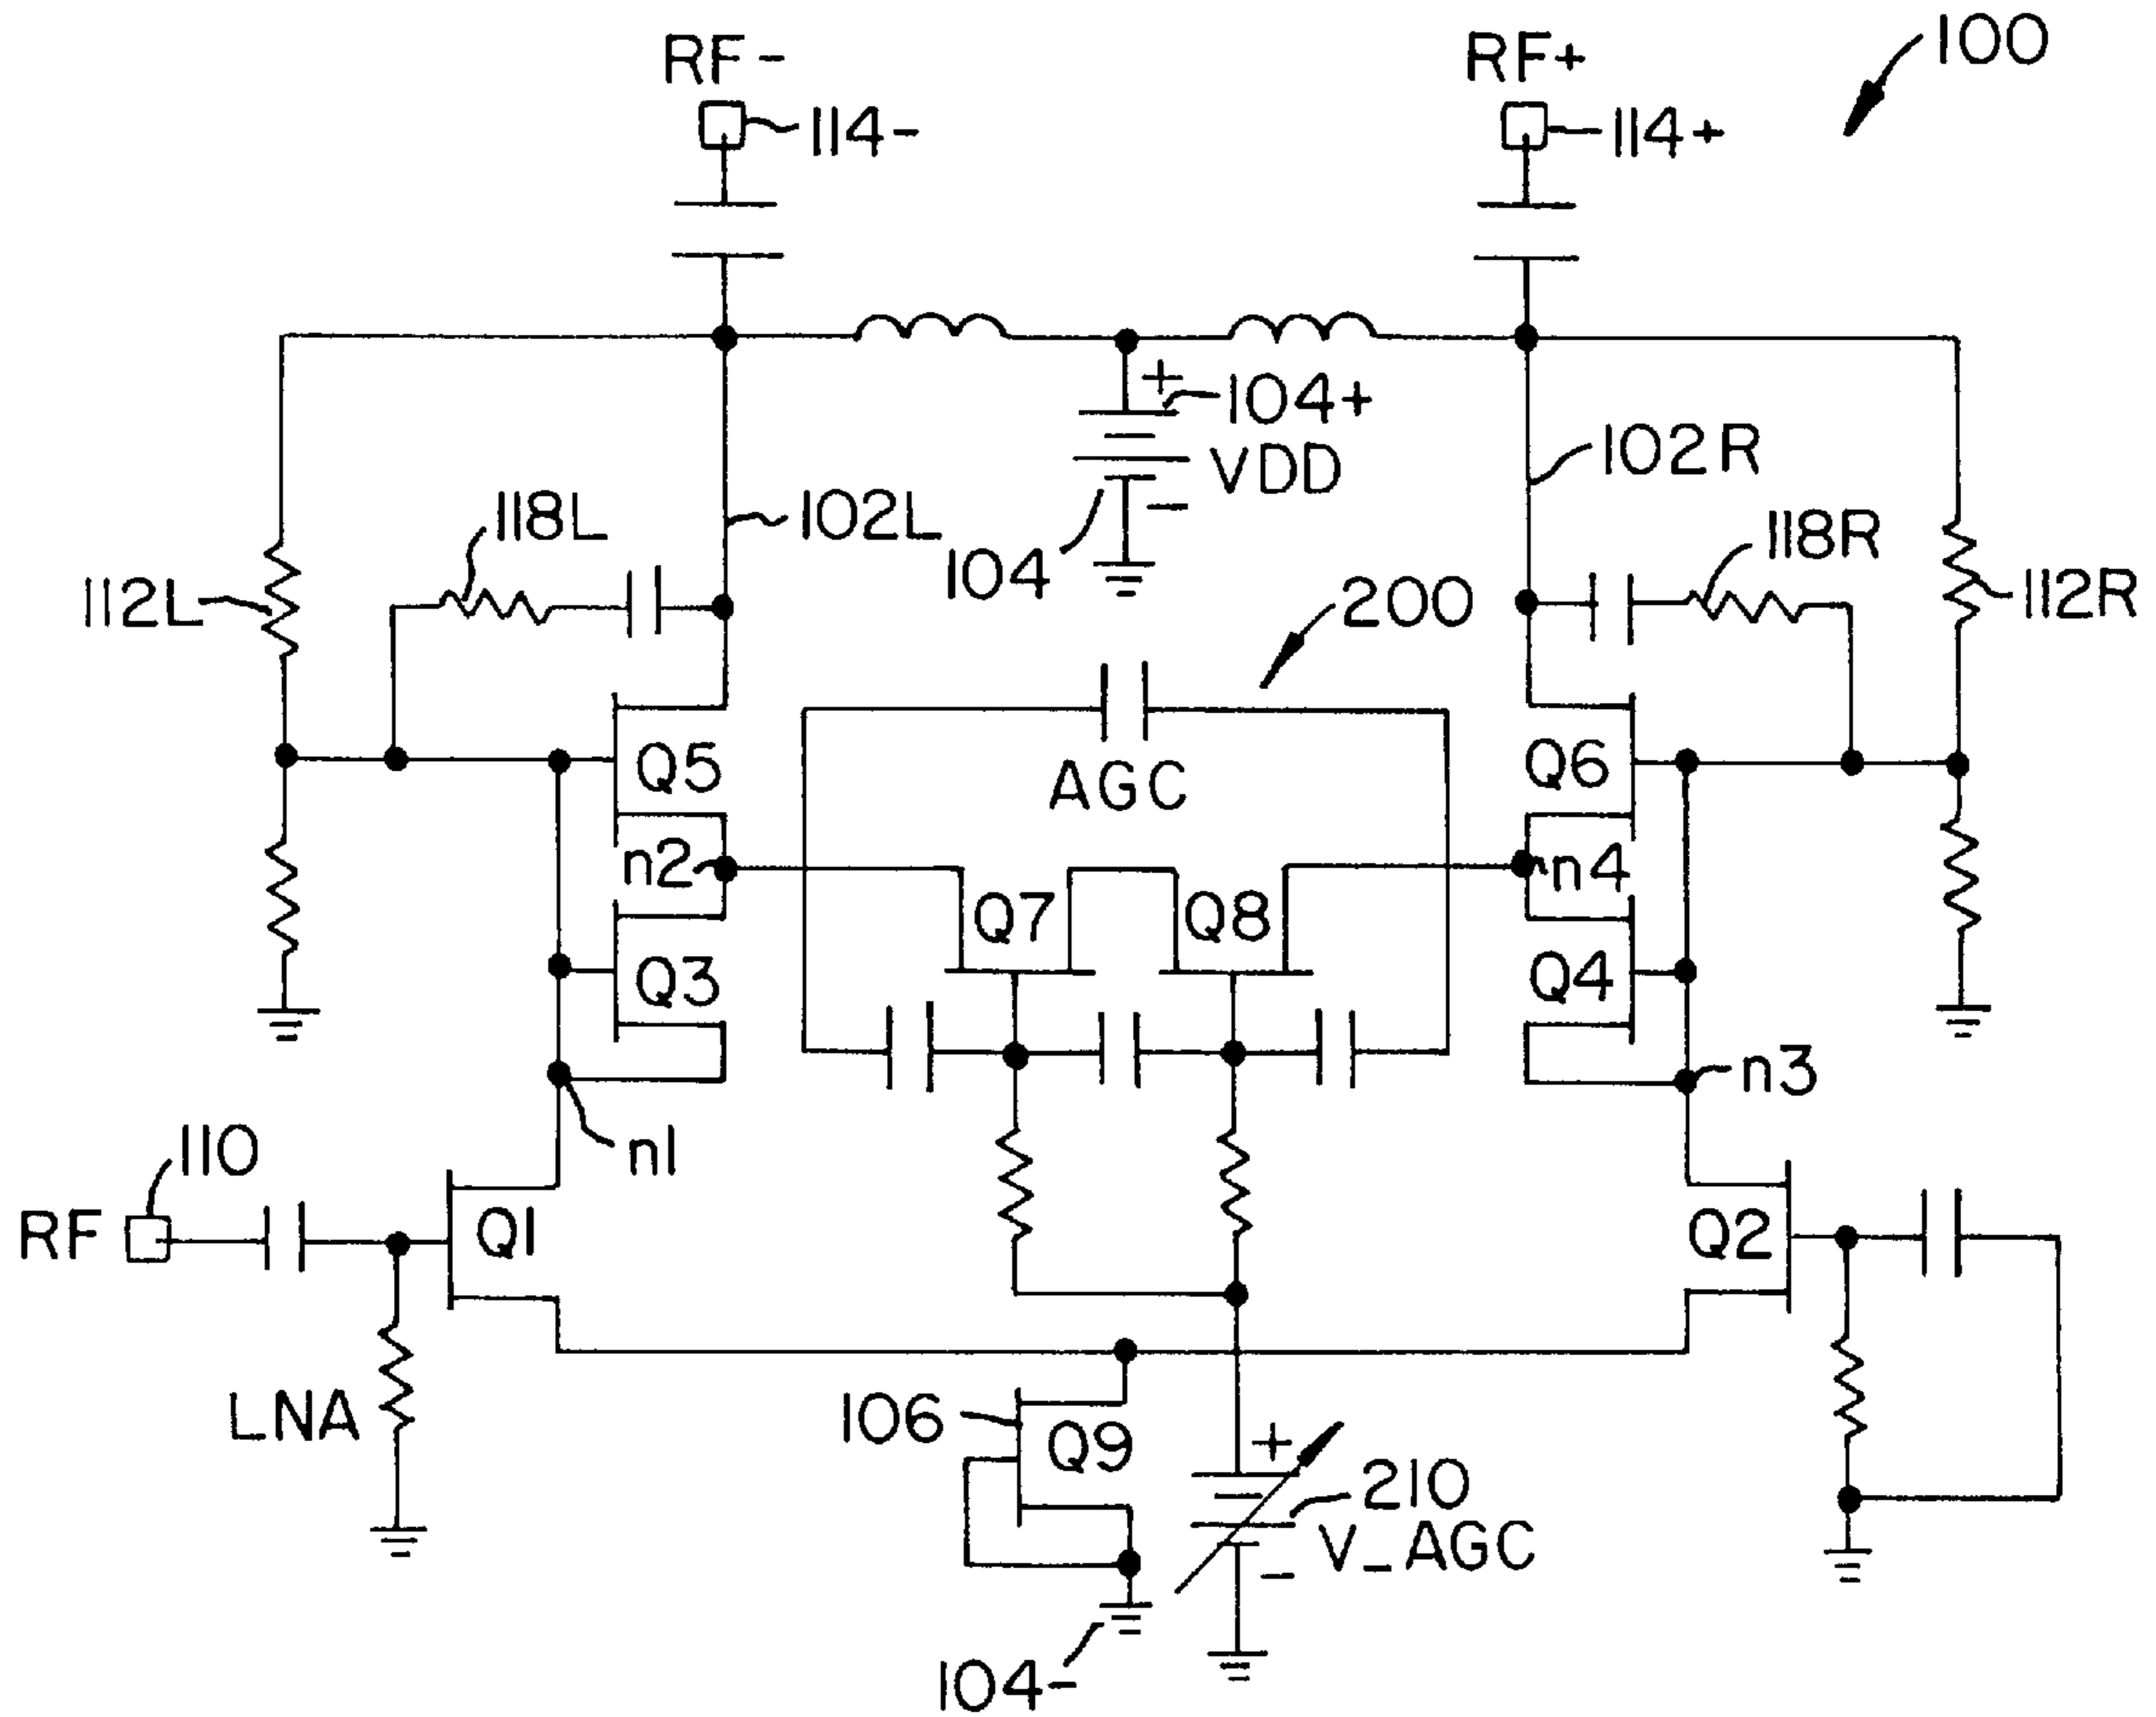 RF-
RF+
100
114-
114+
+
104+
VDD
-
104
102L
102R
118L
118R
112L
112R
200
AGC
Q5
Q6
n2
n4
Q7
Q8
Q3
Q4
n1
n3
110
RF
Q1
Q2
LNA
106
Q9
+
210
V_AGC
-
104-